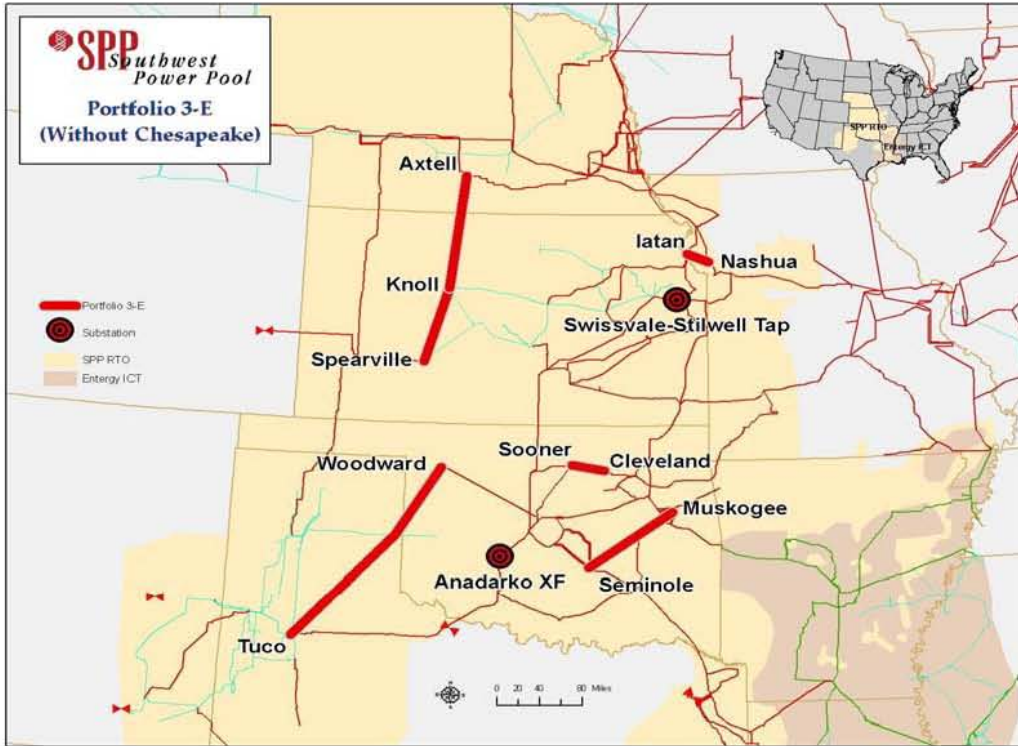 SPP Southwest
Power Pool
Portfolio 3-E
(Without Chesapeake)
SPP RTO
Entergy ICT
Axtell
Iatan
Nashua
Knoll
Portfolio 3-E
Substation
SPP RTO
Entergy ICT
Swissvale-Stilwell Tap
Spearville
Sooner
Woodward
Cleveland
Muskogee
Anadarko XF
Seminole
Tuco
0 20 40 80 Miles